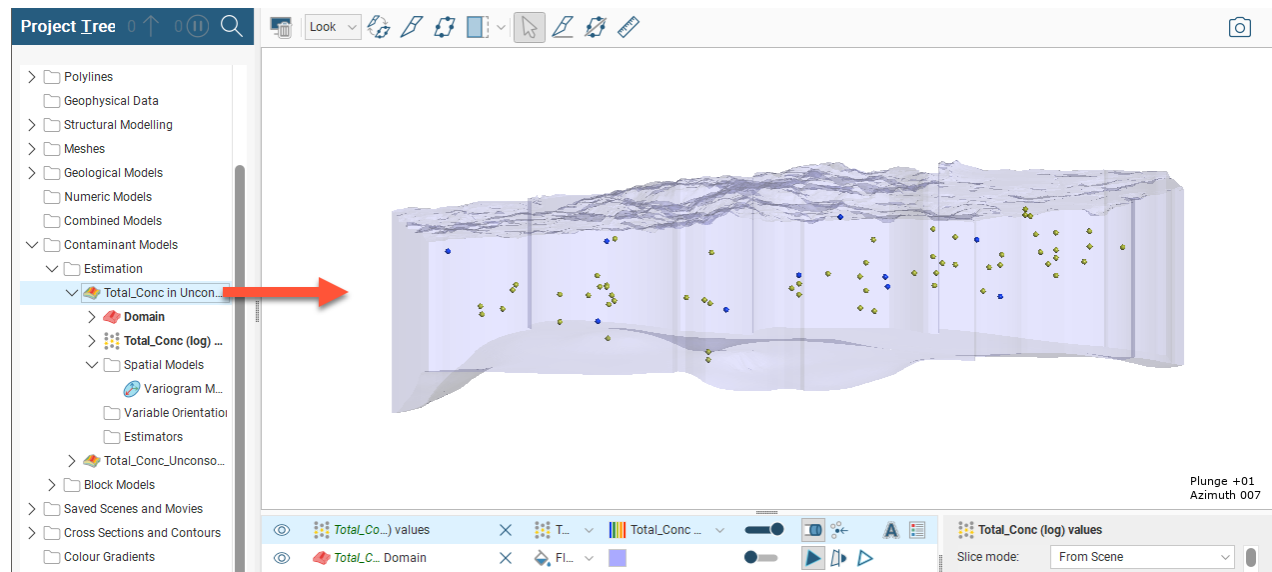 Project Tree 0 0
Look
Polylines
Geophysical Data
Structural Modelling
Meshes
Geological Models
Numeric Models
Combined Models
Contaminant Models
Estimation
Total_Conc in Uncon...
Domain
Total_Conc (log) ...
Spatial Models
Variogram M...
Variable Orientation
Estimators
Total_Conc_Unconso...
Block Models
Saved Scenes and Movies
Cross Sections and Contours
Colour Gradients
Plunge +01
Azimuth 007
Total_Co...) values T... Total_Conc ... A
Total_C... Domain Fl...
Total_Conc (log) values
Slice mode: From Scene